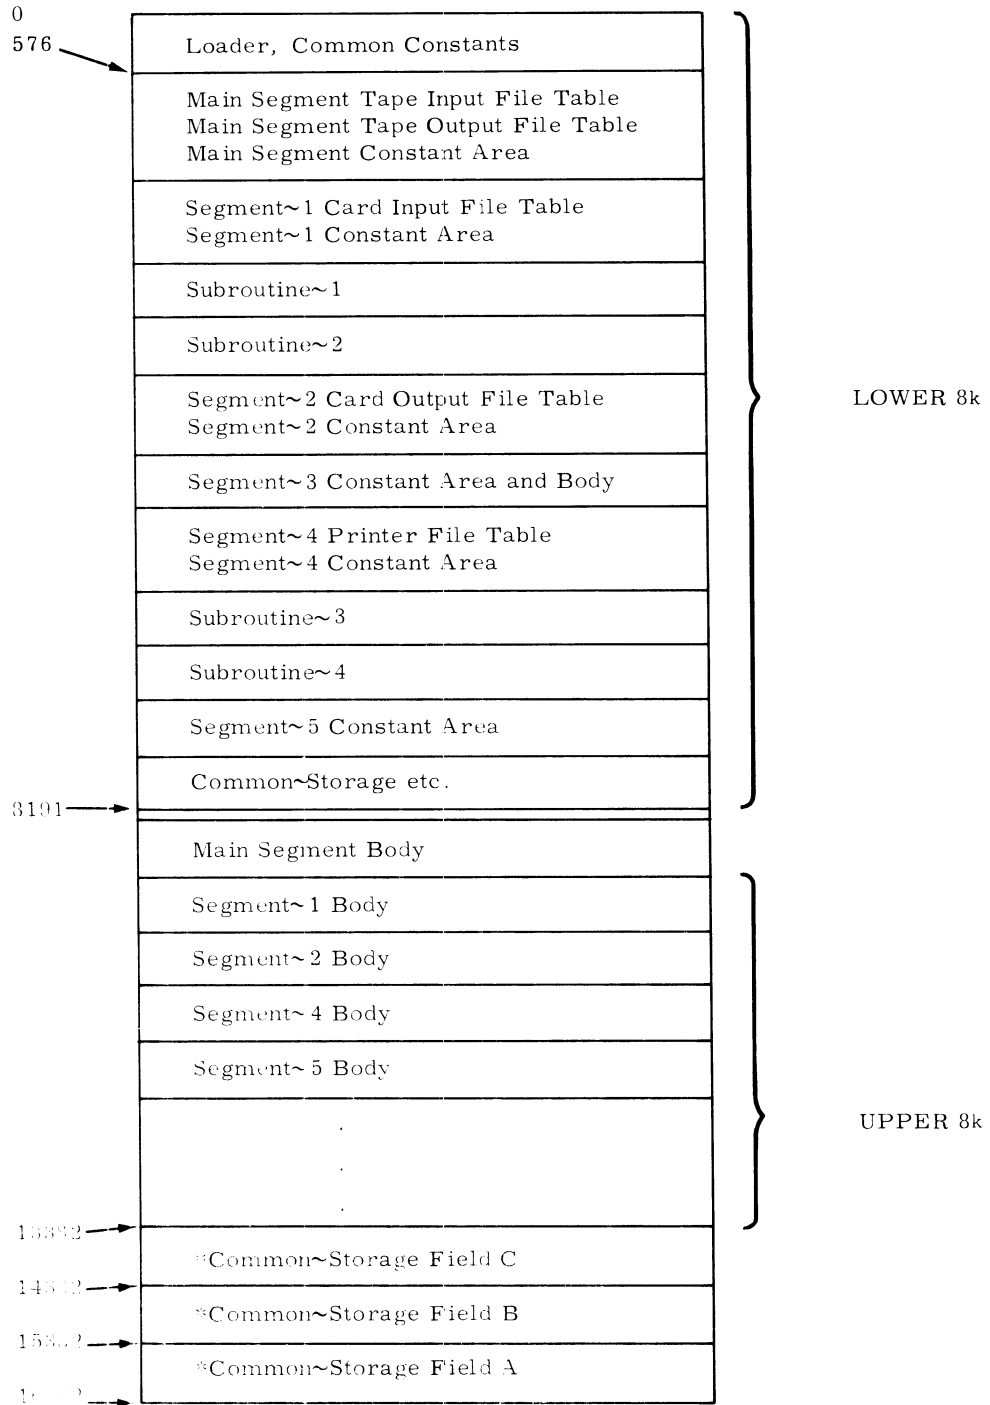 0
576
Loader, Common Constants
Main Segment Tape Input File Table
Main Segment Tape Output File Table
Main Segment Constant Area
Segment~1 Card Input File Table
Segment~1 Constant Area
Subroutine~1
Subroutine~2
Segment~2 Card Output File Table
Segment~2 Constant Area
LOWER 8k
Segment~3 Constant Area and Body
Segment~4 Printer File Table
Segment~4 Constant Area
Subroutine~3
Subroutine~4
Segment~5 Constant Area
Common~Storage etc.
8191
Main Segment Body
Segment~1 Body
Segment~2 Body
Segment~4 Body
Segment~5 Body
.
.
.
UPPER 8k
*Common~Storage Field C
*Common~Storage Field B
*Common~Storage Field A